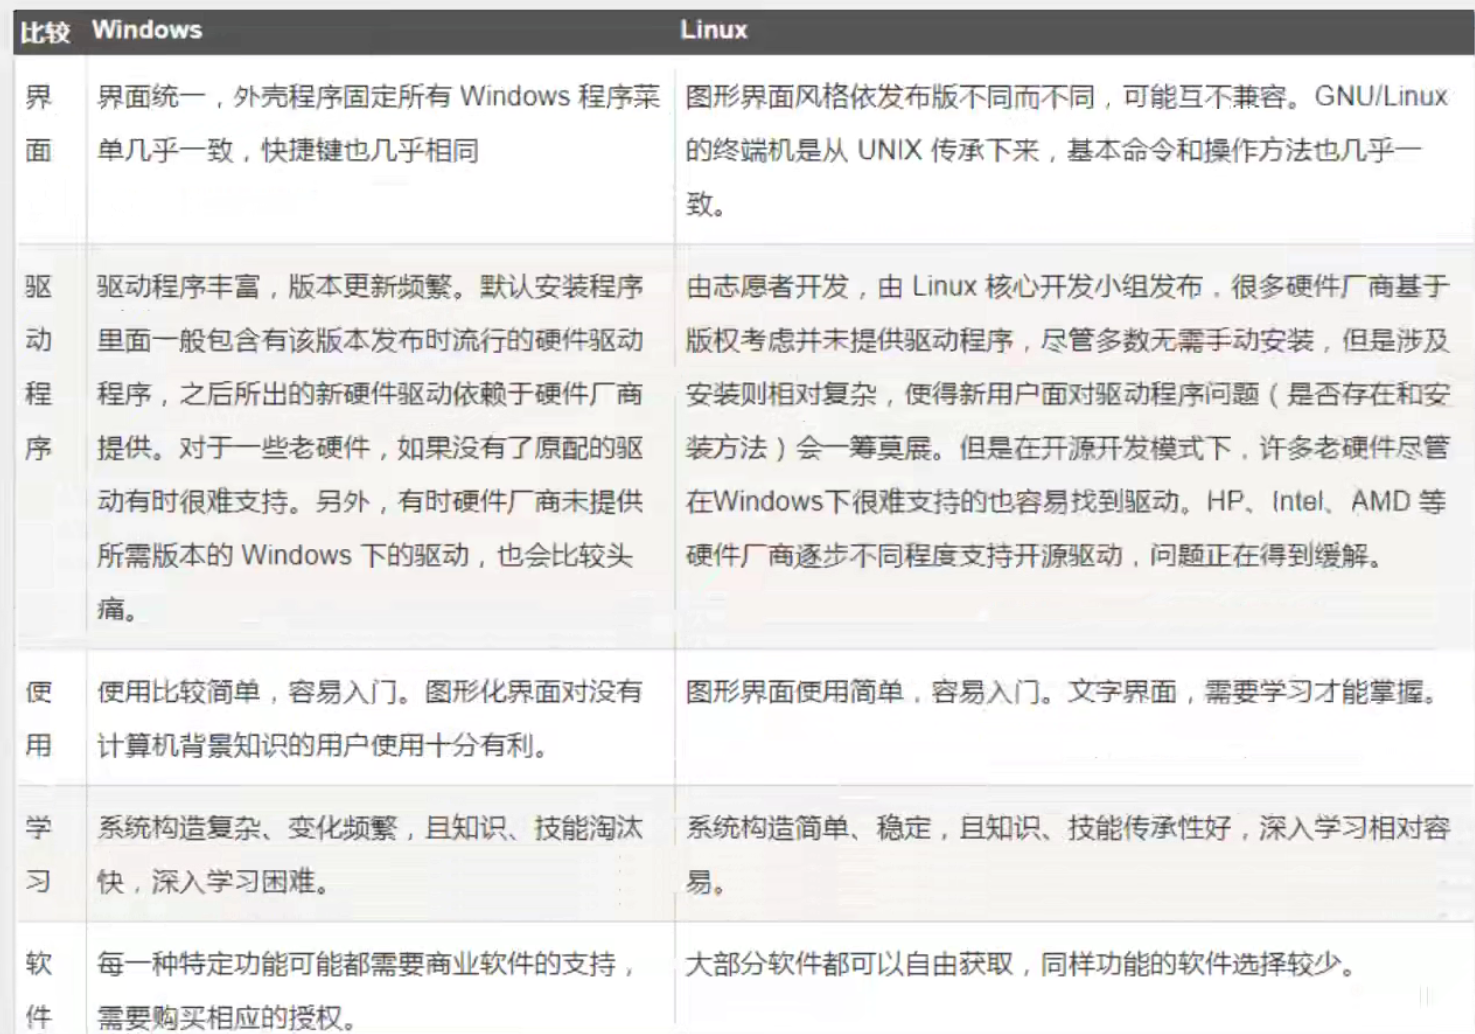 比较 Windows Linux
界面
界面统一，外壳程序固定所有 Windows 程序菜
单几乎一致，快捷键也几乎相同
图形界面风格依发布版不同而不同，可能互不兼容。GNU/Linux
的终端机是从 UNIX 传承下来，基本命令和操作方法也几乎一
致。
驱动程序
驱动程序丰富，版本更新频繁。默认安装程序
里面一般包含有该版本发布时流行的硬件驱动
程序，之后所出的新硬件驱动依赖于硬件厂商
提供。对于一些老硬件，如果没有了原配的驱
动有时很难支持。另外，有时硬件厂商未提供
所需版本的 Windows 下的驱动，也会比较头
痛。
由志愿者开发，由 Linux 核心开发小组发布，很多硬件厂商基于
版权考虑并未提供驱动程序，尽管多数无需手动安装，但是涉及
安装则相对复杂，使得新用户面对驱动程序问题（是否存在和安
装方法）会一筹莫展。但是在开源开发模式下，许多老硬件尽管
在Windows下很难支持的也容易找到驱动。HP、Intel、AMD 等
硬件厂商逐步不同程度支持开源驱动，问题正在得到缓解。
使用
使用比较简单，容易入门。图形化界面对没有
计算机背景知识的用户使用十分有利。
图形界面使用简单，容易入门。文字界面，需要学习才能掌握。
学习
系统构造复杂、变化频繁，且知识、技能淘汰
快，深入学习困难。
系统构造简单、稳定，且知识、技能传承性好，深入学习相对容
易。
软件
每一种特定功能可能都需要商业软件的支持，
需要购买相应的授权。
大部分软件都可以自由获取，同样功能的软件选择较少。